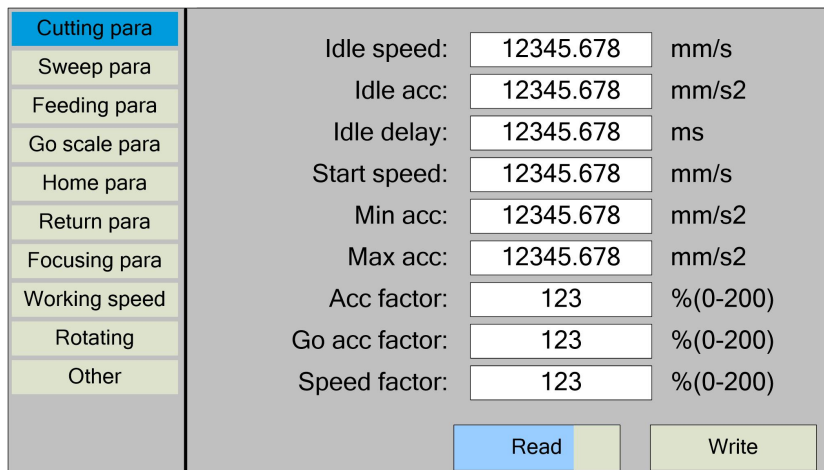 Cutting para
Sweep para
Feeding para
Go scale para
Home para
Return para
Focusing para
Working speed
Rotating
Other
Idle speed: 12345.678 mm/s
Idle acc: 12345.678 mm/s2
Idle delay: 12345.678 ms
Start speed: 12345.678 mm/s
Min acc: 12345.678 mm/s2
Max acc: 12345.678 mm/s2
Acc factor: 123 %(0-200)
Go acc factor: 123 %(0-200)
Speed factor: 123 %(0-200)
Read Write